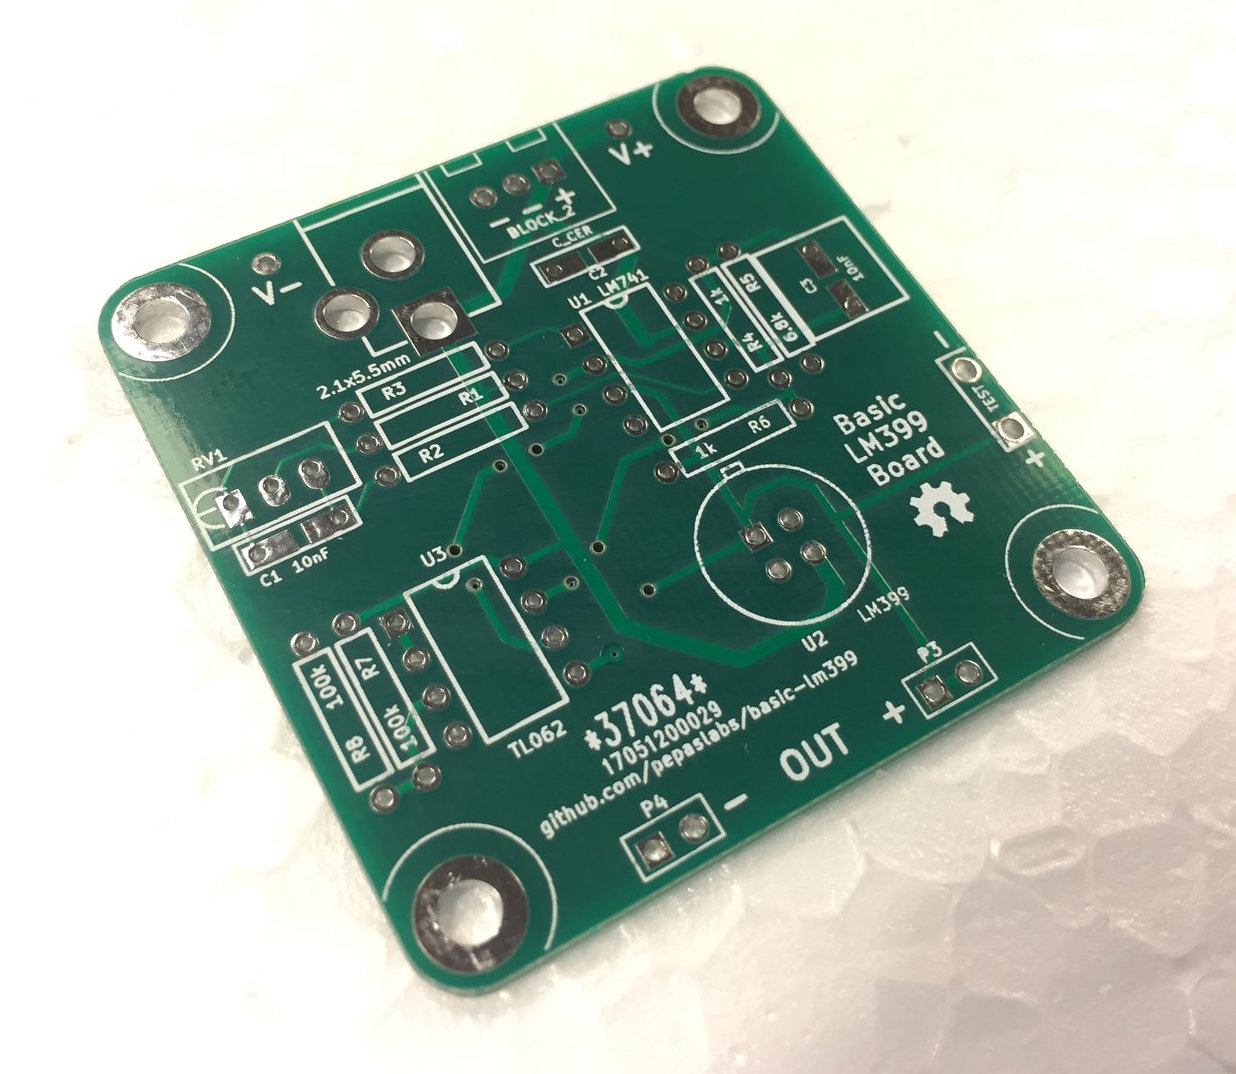 V+
- - +
BLOCK_2
C_CER
C2
V-
U1 LM741
1k
R4
R5
6.8k
C3
10nF
2.1x5.5mm
R3
R1
R2
RV1
C1 10nF
1k R6
Basic
LM399
Board
-
TEST
+
U3
TL062
100k
R8
R7
100k
U2
LM399
*37064*
17051200029
github.com/pepaslabs/basic-lm399
P3
+
OUT
P4
-